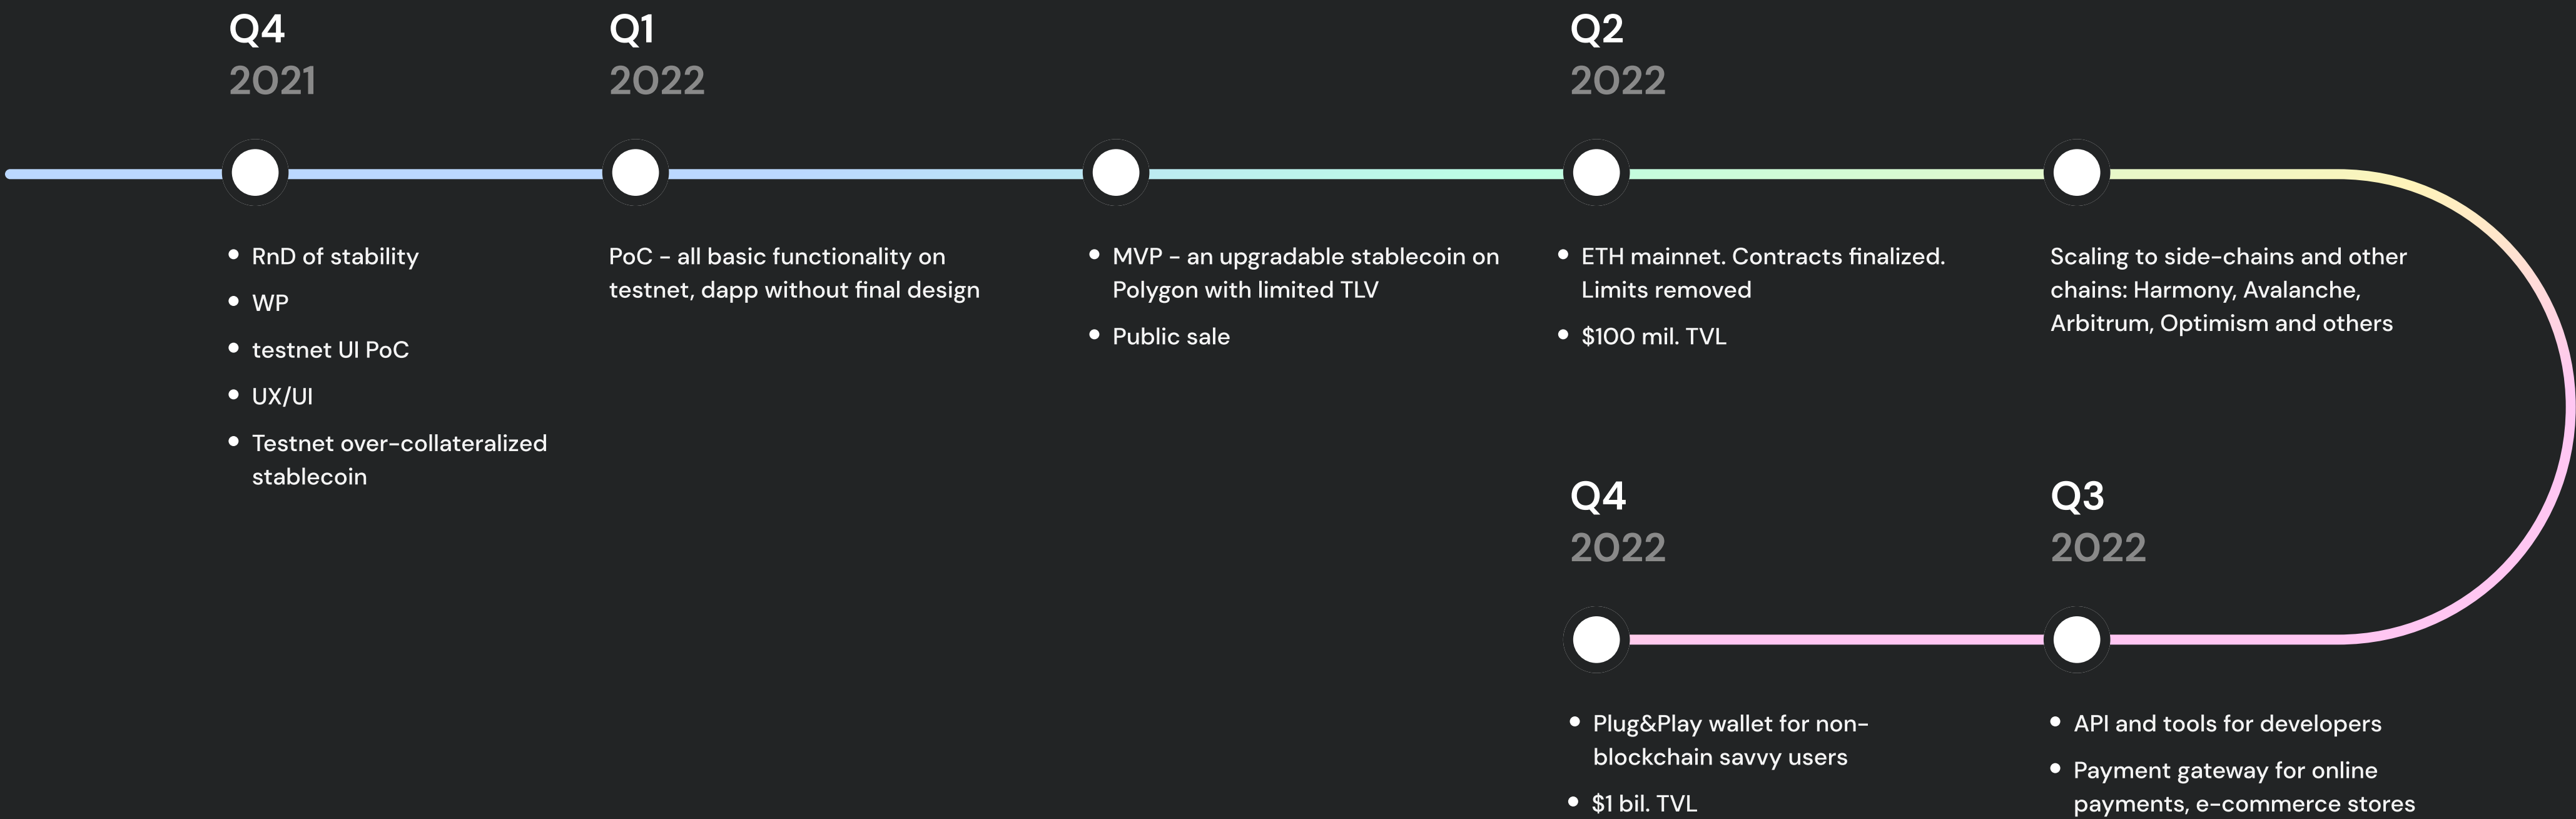 Q4
2021
RnD of stability
WP
testnet UI PoC
UX/UI
Testnet over-collateralized
stablecoin
Q1
2022
PoC - all basic functionality on
testnet, dapp without final design
MVP - an upgradable stablecoin on
Polygon with limited TLV
Public sale
Q2
2022
ETH mainnet. Contracts finalized.
Limits removed
$100 mil. TVL
Scaling to side-chains and other
chains: Harmony, Avalanche,
Arbitrum, Optimism and others
Q3
2022
API and tools for developers
Payment gateway for online
payments, e-commerce stores
Q4
2022
Plug&Play wallet for non-
blockchain savvy users
$1 bil. TVL